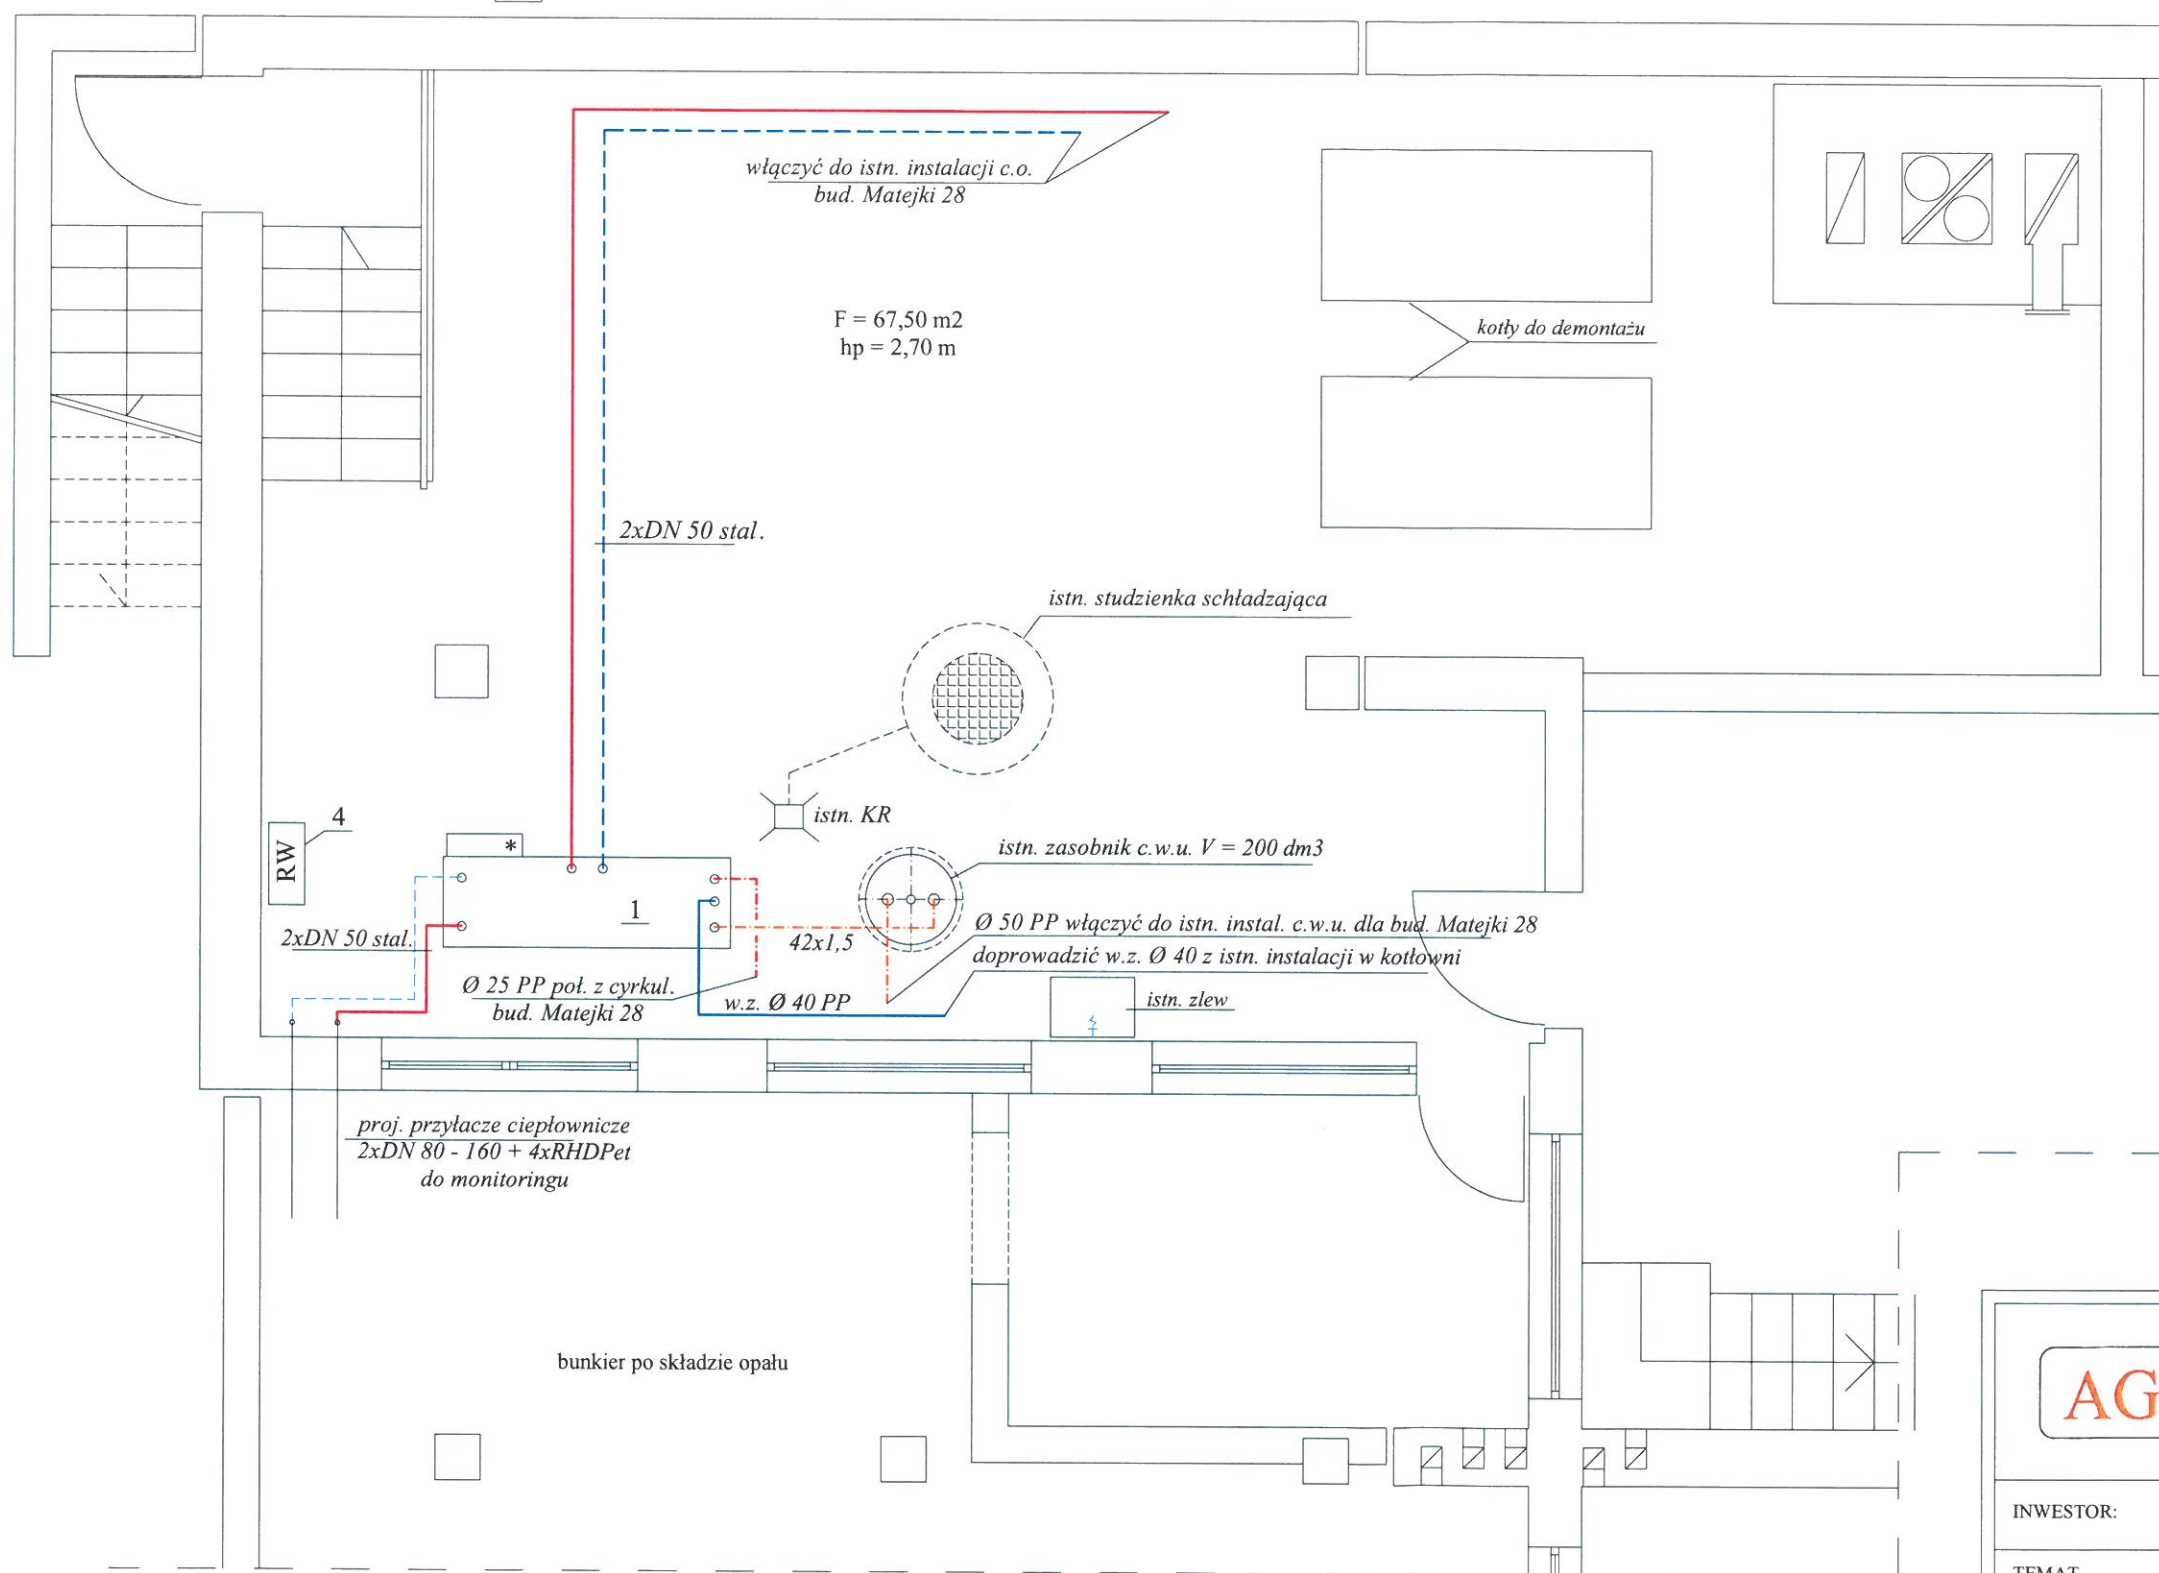 włączyć do istn. instalacji c.o.
bud. Matejki 28
F = 67,50 m2
hp = 2,70 m
kotły do demontażu
2xDN 50 stal.
istn. studzienka schładzająca
4
RW
istn. KR
*
istn. zasobnik c.w.u. V = 200 dm3
1
2xDN 50 stal.
42x1,5
Ø 50 PP włączyć do istn. instal. c.w.u. dla bud. Matejki 28
doprowadzić w.z. Ø 40 z istn. instalacji w kotłowni
Ø 25 PP poł. z cyrkul.
bud. Matejki 28
w.z. Ø 40 PP
istn. zlew
proj. przyłacze ciepłownicze
2xDN 80 - 160 + 4xRHDPet
do monitoringu
bunkier po składzie opału
AG
INWESTOR:
TEMAT